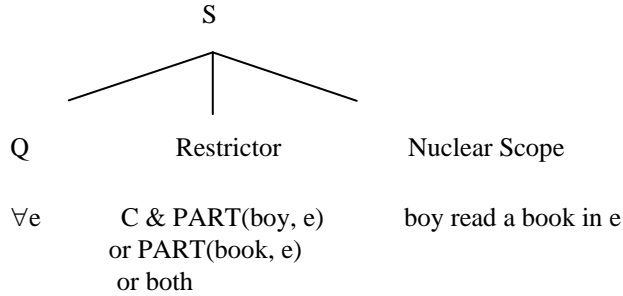 S
Q Restrictor Nuclear Scope
∀e C & PART(boy, e) boy read a book in e
or PART(book, e)
or both